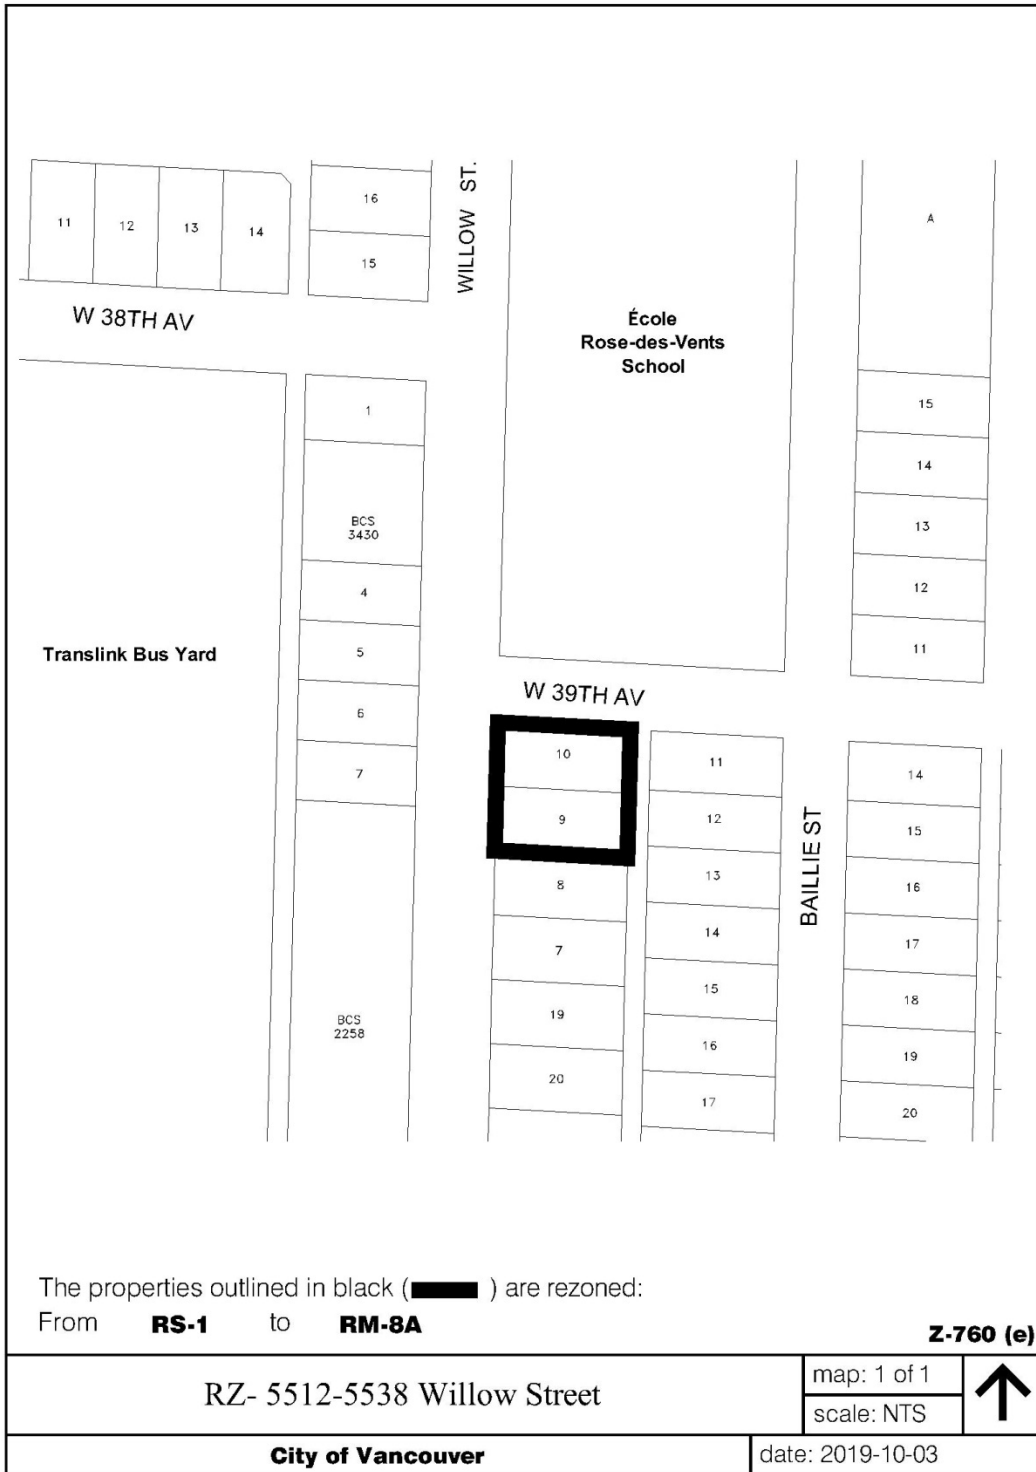 11
12
13
14
16
15
WILLOW ST.
A
W 38TH AV
École
Rose-des-Vents
School
1
BCS
3430
4
5
6
7
BCS
2258
Translink Bus Yard
15
14
13
12
11
W 39TH AV
10
9
8
7
19
20
11
12
13
14
15
16
17
BAILLIE ST
14
15
16
17
18
19
20
The properties outlined in black ( ) are rezoned:
From RS-1 to RM-8A
Z-760 (e)
RZ- 5512-5538 Willow Street
map: 1 of 1
scale: NTS
City of Vancouver
date: 2019-10-03